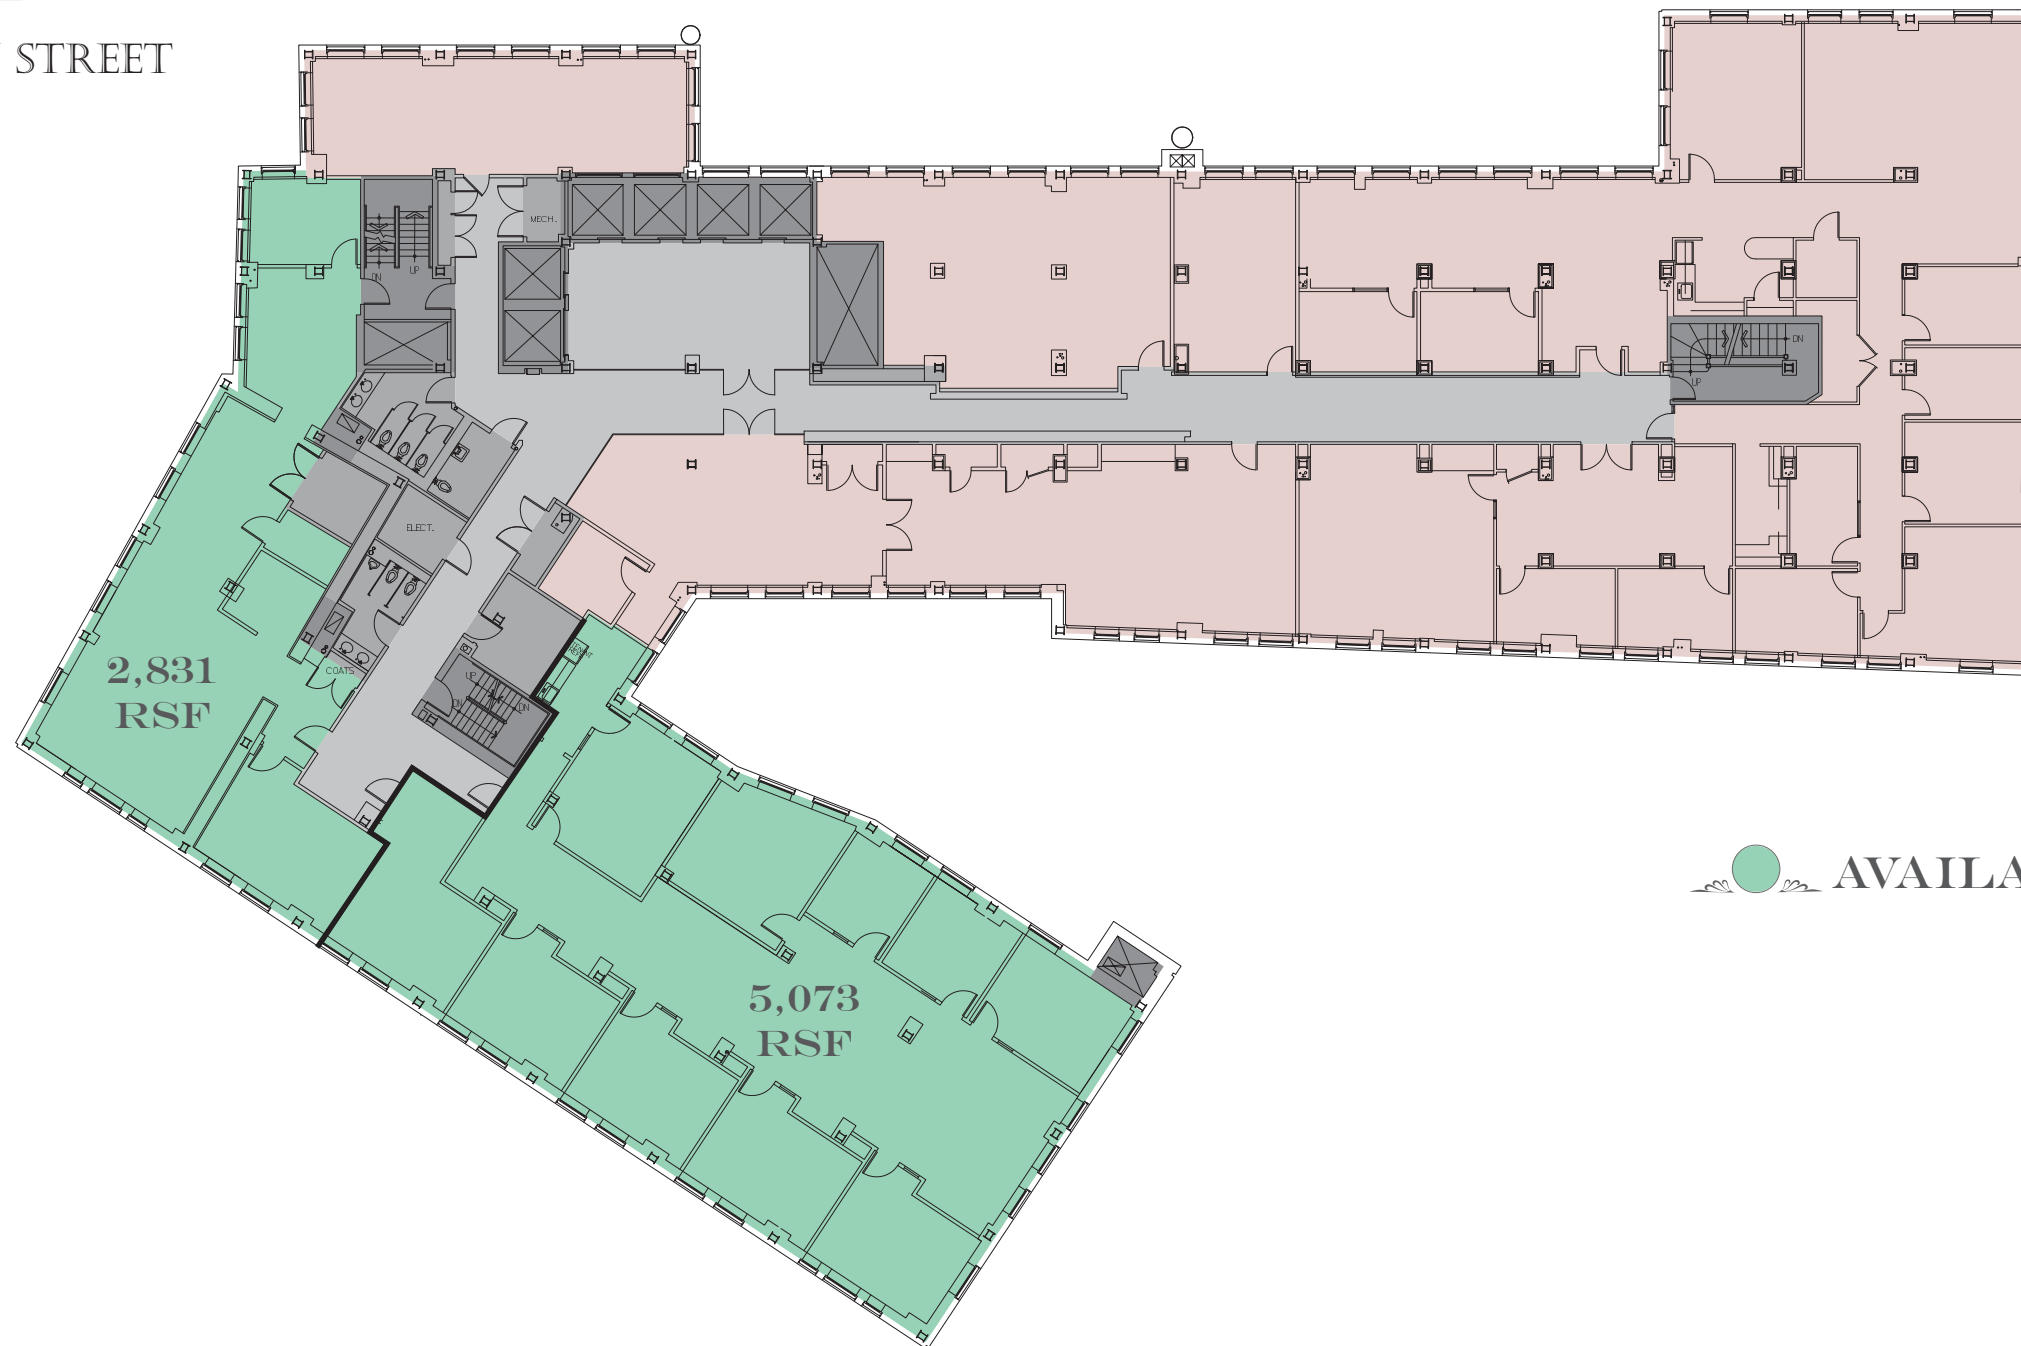 STREET
MECH.
DN
UP
DN
UP
ELECT.
2,831
RSF
COATS
UP
DN
DN
5,073
RSF
AVAILA